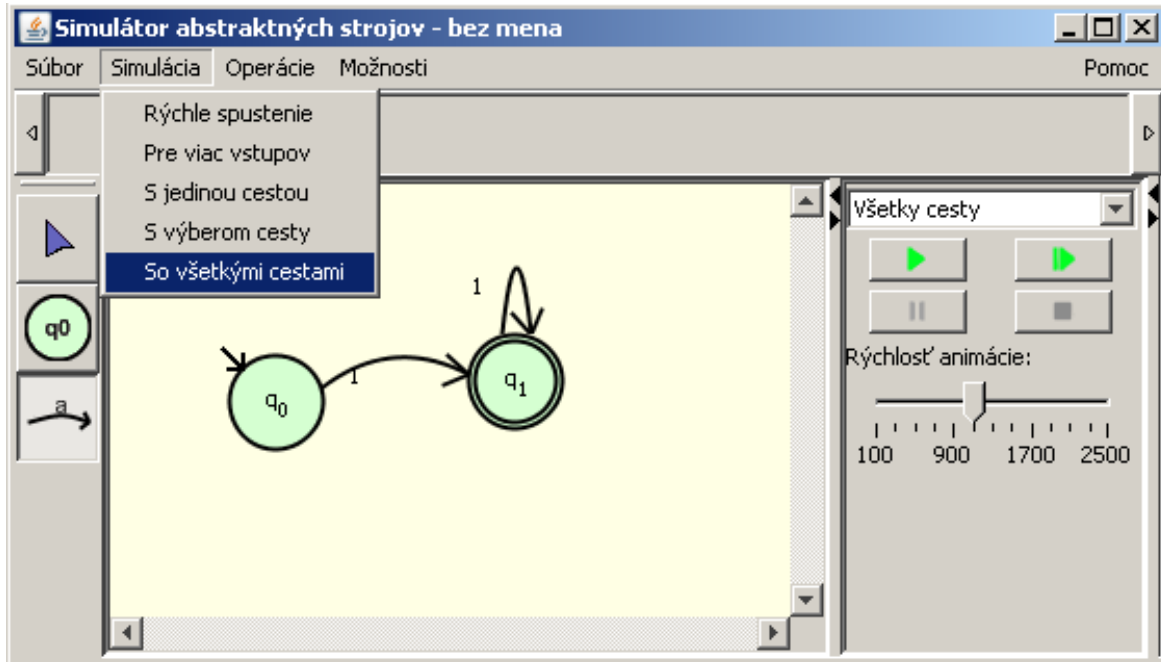 Simulátor abstraktných strojov - bez mena
Súbor Simulácia Operácie Možnosti Pomoc
Rýchle spustenie
Pre viac vstupov
S jedinou cestou
S výberom cesty
So všetkými cestami
Všetky cesty
q0
a
1
1
q0
q1
Rýchlosť animácie:
100 900 1700 2500